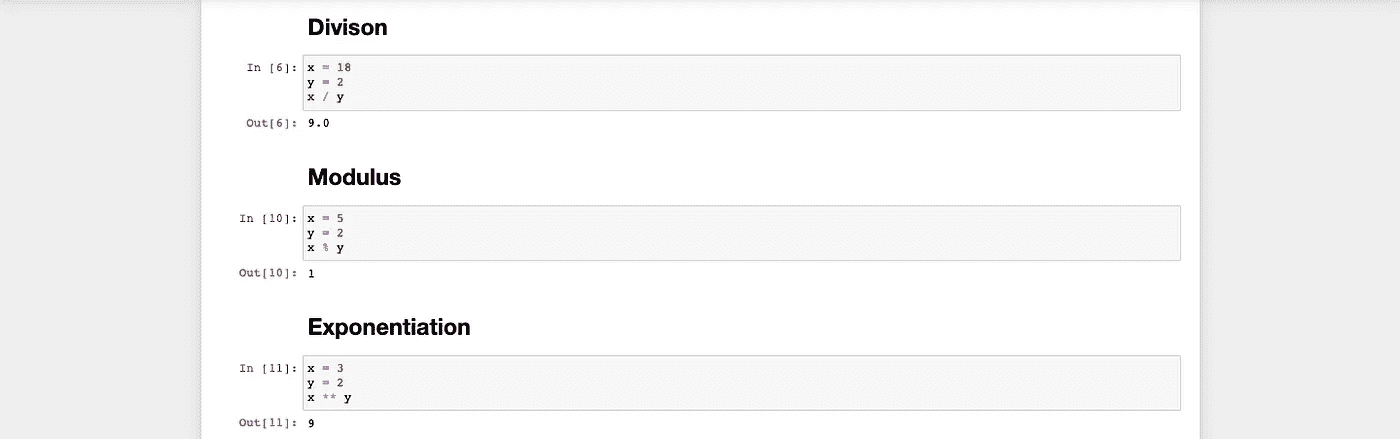 Divison
In [6]: x = 18
y = 2
x / y
Out[6]: 9.0
Modulus
In [10]: x = 5
y = 2
x % y
Out[10]: 1
Exponentiation
In [11]: x = 3
y = 2
x ** y
Out[11]: 9